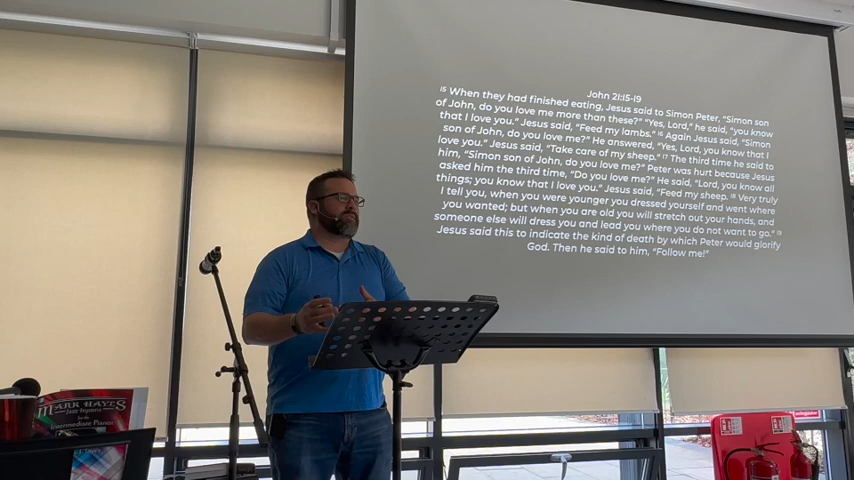 John 21:15-19
15 When they had finished eating, Jesus said to Simon Peter, “Simon son
of John, do you love me more than these?” “Yes, Lord,” he said, “you know
that I love you.” Jesus said, “Feed my lambs.” 16 Again Jesus said, “Simon
son of John, do you love me?” He answered, “Yes, Lord, you know that I
love you.” Jesus said, “Take care of my sheep.” 17 The third time he said to
him, “Simon son of John, do you love me?” Peter was hurt because Jesus
asked him the third time, “Do you love me?” He said, “Lord, you know all
things; you know that I love you.” Jesus said, “Feed my sheep. 18 Very truly
I tell you, when you were younger you dressed yourself and went where
you wanted; but when you are old you will stretch out your hands, and
someone else will dress you and lead you where you do not want to go.” 19
Jesus said this to indicate the kind of death by which Peter would glorify
God. Then he said to him, “Follow me!”
MARK HAYES
Jazz Hymns
for the
Intermediate Pianist